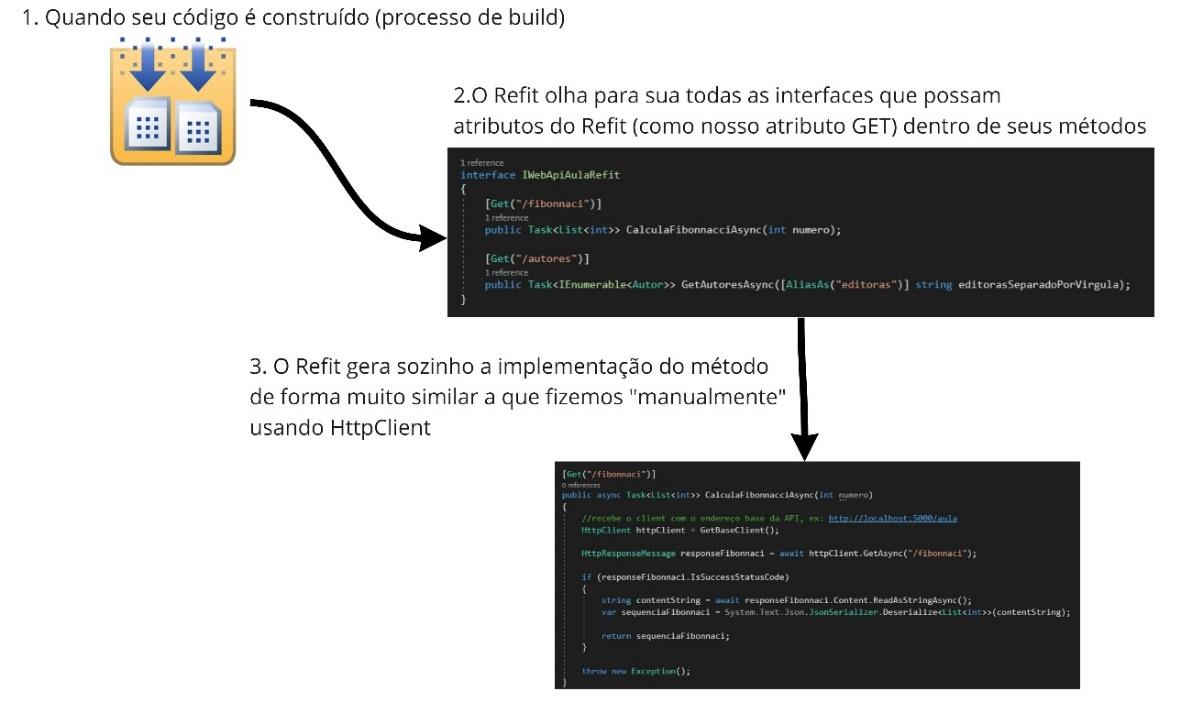 1. Quando seu código é construído (processo de build)
2.O Refit olha para sua todas as interfaces que possam
atributos do Refit (como nosso atributo GET) dentro de seus métodos
1 reference
interface IWebApiAulaRefit
{
[Get("/fibonnaci")]
1 reference
public Task<List<int>> CalculaFibonnacciAsync(int numero);
[Get("/autores")]
1 reference
public Task<IEnumerable<Autor>> GetAutoresAsync([AliasAs("editoras")] string editorasSeparadoPorVirgula);
}
3. O Refit gera sozinho a implementação do método
de forma muito similar a que fizemos "manualmente"
usando HttpClient
[Get("/fibonnaci")]
0 references
public async Task<List<int>> CalculaFibonnacciAsync(int numero)
{
//recebe o client com o endereço base da API, ex: http://localhost:5000/aula
HttpClient httpClient = GetBaseClient();
HttpResponseMessage responseFibonnaci = await httpClient.GetAsync("/fibonnaci");
if (responseFibonnaci.IsSuccessStatusCode)
{
string contentString = await responseFibonnaci.Content.ReadAsStringAsync();
var sequenciaFibonnaci = System.Text.Json.JsonSerializer.Deserialize<List<int>>(contentString);
return sequenciaFibonnaci;
}
throw new Exception();
}